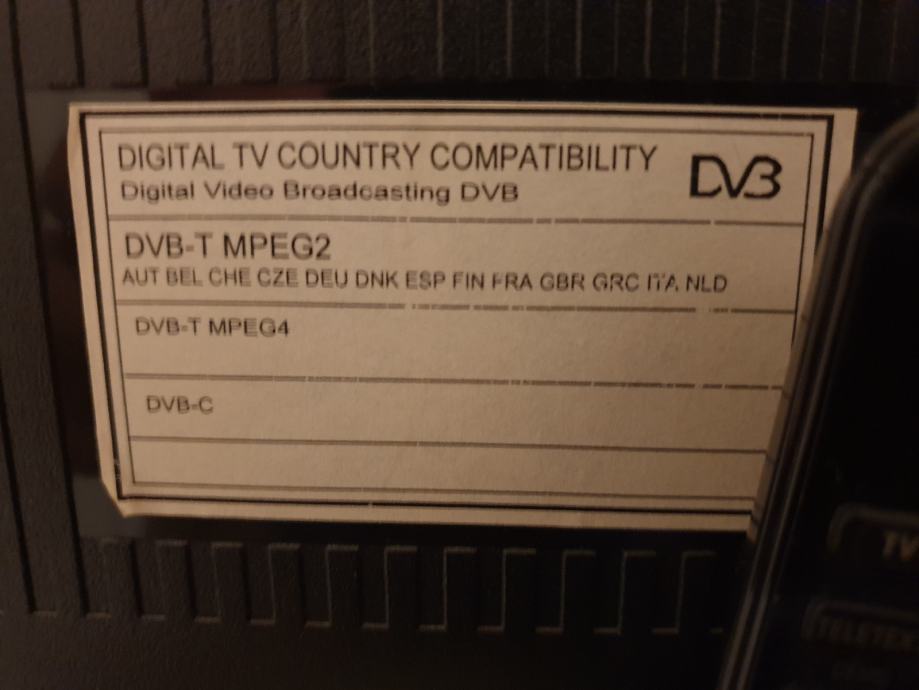 DIGITAL TV COUNTRY COMPATIBILITY
Digital Video Broadcasting DVB
DVB
DVB-T MPEG2
AUT BEL CHE CZE DEU DNK ESP FIN FRA GBR GRC ITA NLD
DVB-T MPEG4
DVB-C
TV